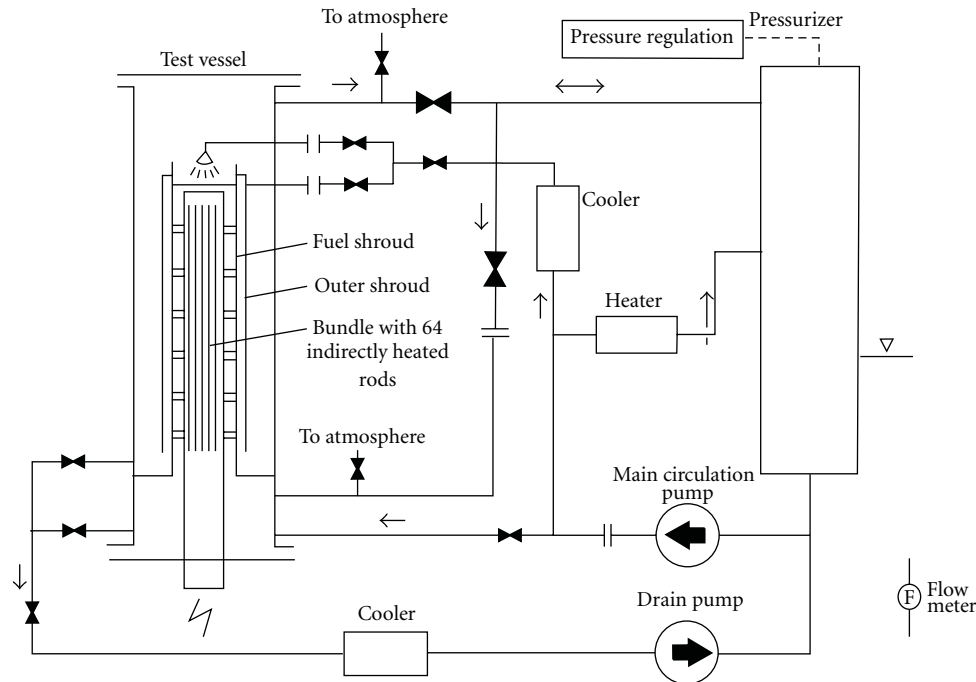 To atmosphere
Pressurizer
Pressure regulation
Test vessel
Cooler
Fuel shroud
Outer shroud
Heater
Bundle with 64
indirectly heated
rods
To atmosphere
Main circulation
pump
Drain pump
Cooler
F
Flow
meter